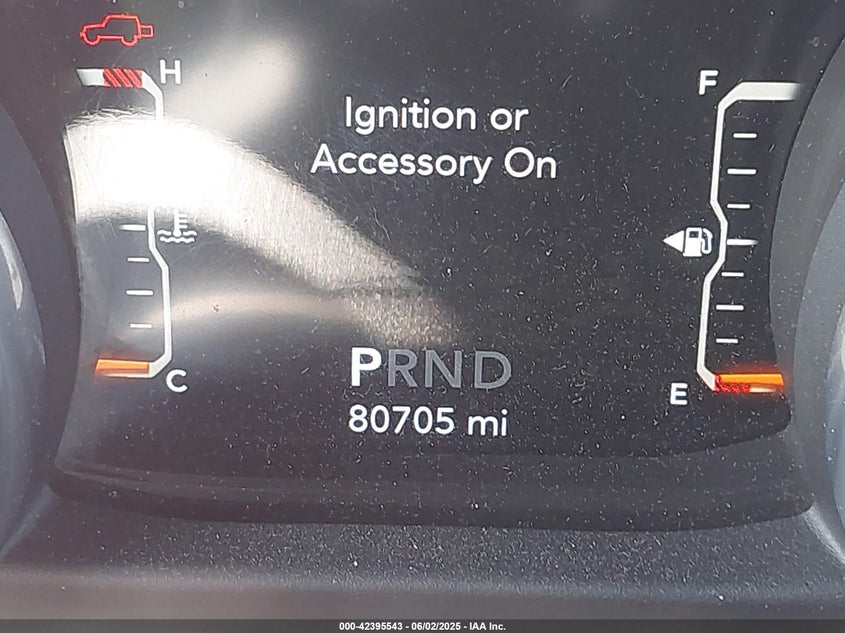 H
F
Ignition or
Accessory On
C
E
PRND
80705 mi
000-42395543 - 06/02/2025 - IAA Inc.